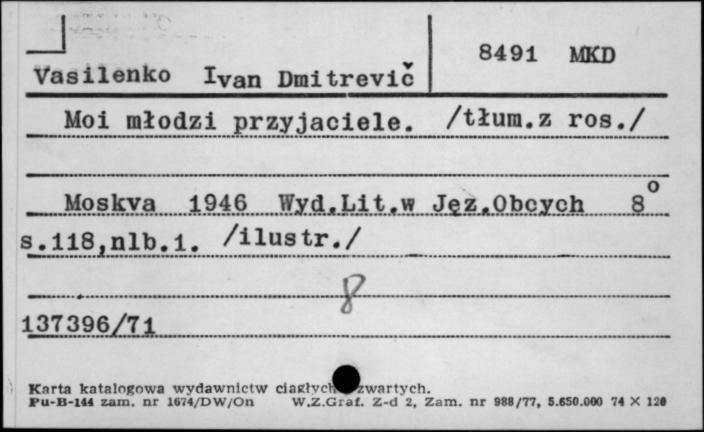 8491 MKD
Vasilenko Ivan Dmitrevič
Moi młodzi przyjaciele. /tłum.z ros./
Moskva 1946 Wyd.Lit.w Jęz.Obcych 8°
s.118,nlb.1. /ilustr./
8
137396/71
Karta katalogowa wydawnictw ciągłych zwartych.
Pu-B-144 zam. nr 1674/DW/On W.Z.Graf. Z-d 2, Zam. nr 988/77, 5.650.000 74 X 120